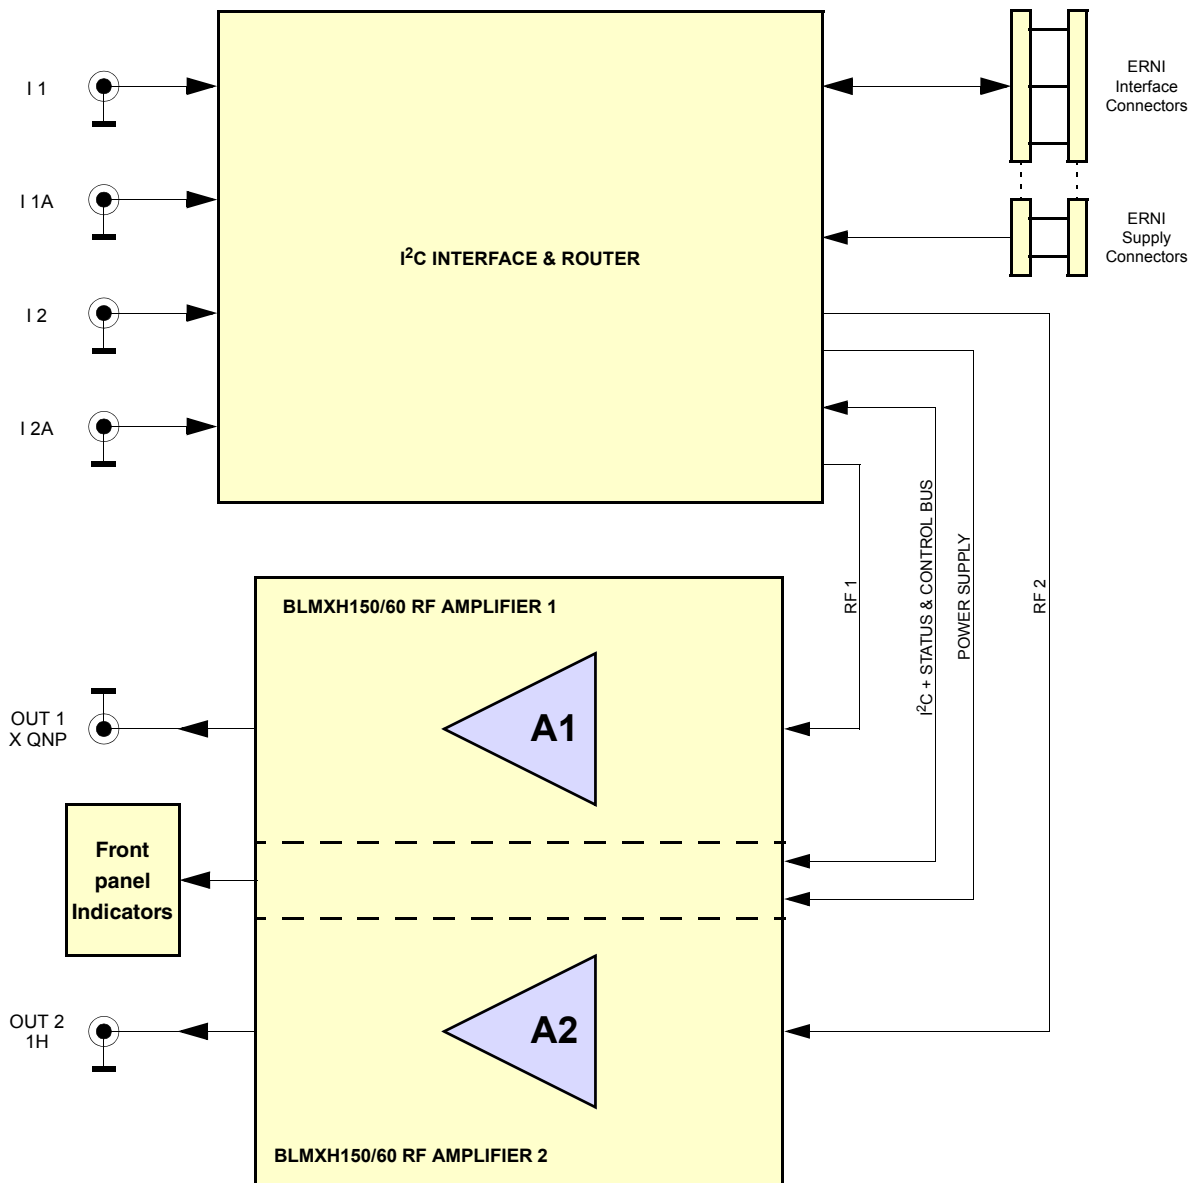 I 1
I 1A
I 2
I 2A
I²C INTERFACE & ROUTER
ERNI
Interface
Connectors
ERNI
Supply
Connectors
RF 1
I²C + STATUS & CONTROL BUS
POWER SUPPLY
RF 2
BLMXH150/60 RF AMPLIFIER 1
A1
OUT 1
X QNP
Front
panel
Indicators
OUT 2
1H
A2
BLMXH150/60 RF AMPLIFIER 2